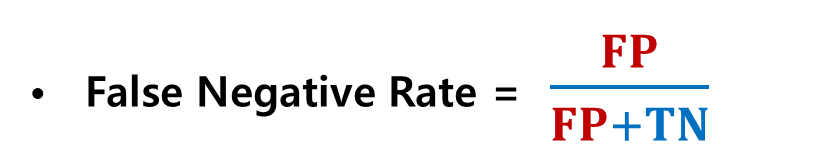 • False Negative Rate = FP
FP+TN